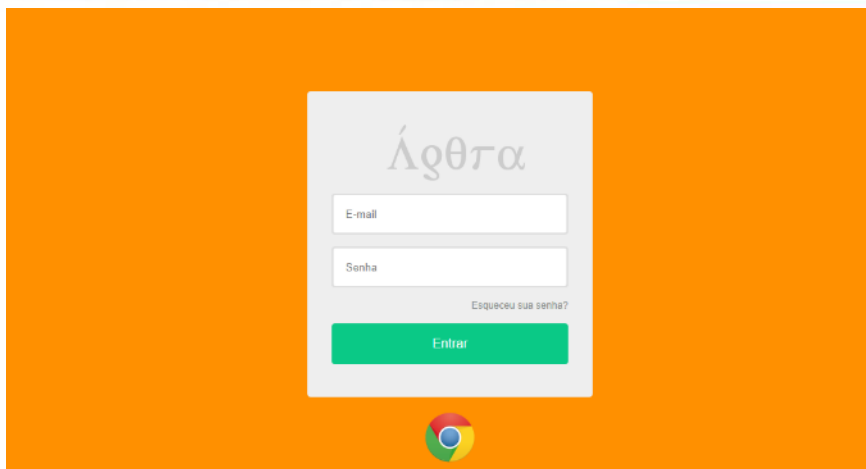 Άϱθτα
E-mail
Senha
Esqueceu sua senha?
Entrar